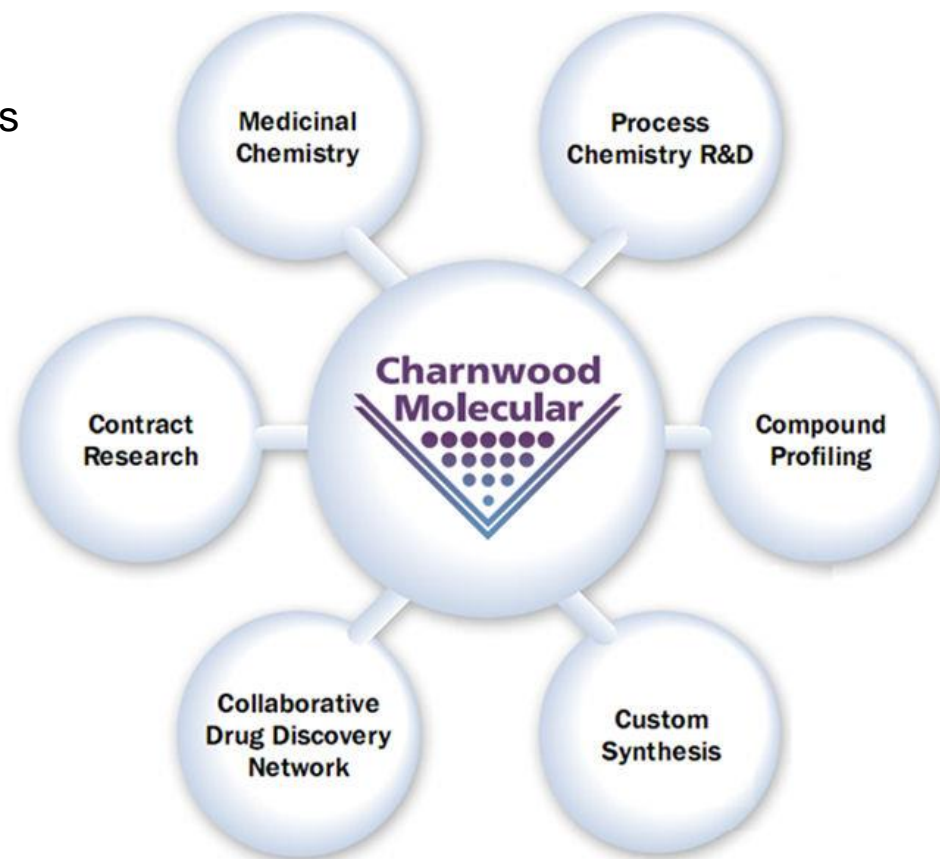 s
Medicinal
Chemistry
Process
Chemistry R&D
Charnwood
Molecular
Contract
Research
Compound
Profiling
Collaborative
Drug Discovery
Network
Custom
Synthesis